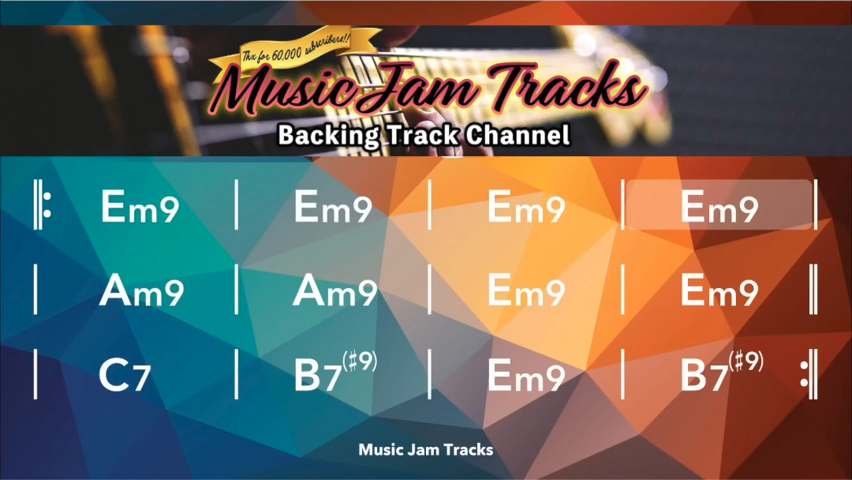 Thx for 60,000 subscribers!!
Music Jam Tracks
Backing Track Channel
Em9 Em9 Em9 Em9
Am9 Am9 Em9 Em9
C7 B7(♯9) Em9 B7(♯9)
Music Jam Tracks